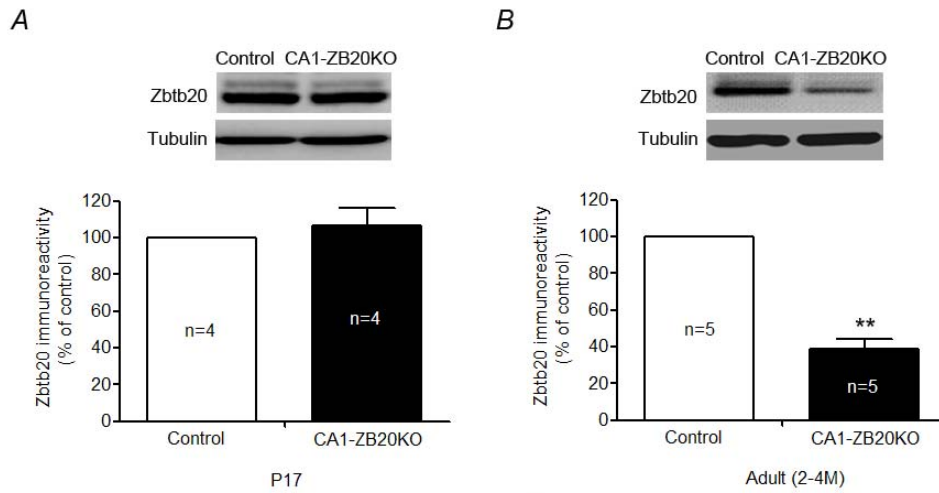 A
Control CA1-ZB20KO
Zbtb20
Tubulin
Zbtb20 immunoreactivity
(% of control)
120
100
80
60
40
20
0
n=4
n=4
Control
CA1-ZB20KO
P17
B
Control CA1-ZB20KO
Zbtb20
Tubulin
Zbtb20 immunoreactivity
(% of control)
120
100
80
60
40
20
0
n=5
**
n=5
Control
CA1-ZB20KO
Adult (2-4M)